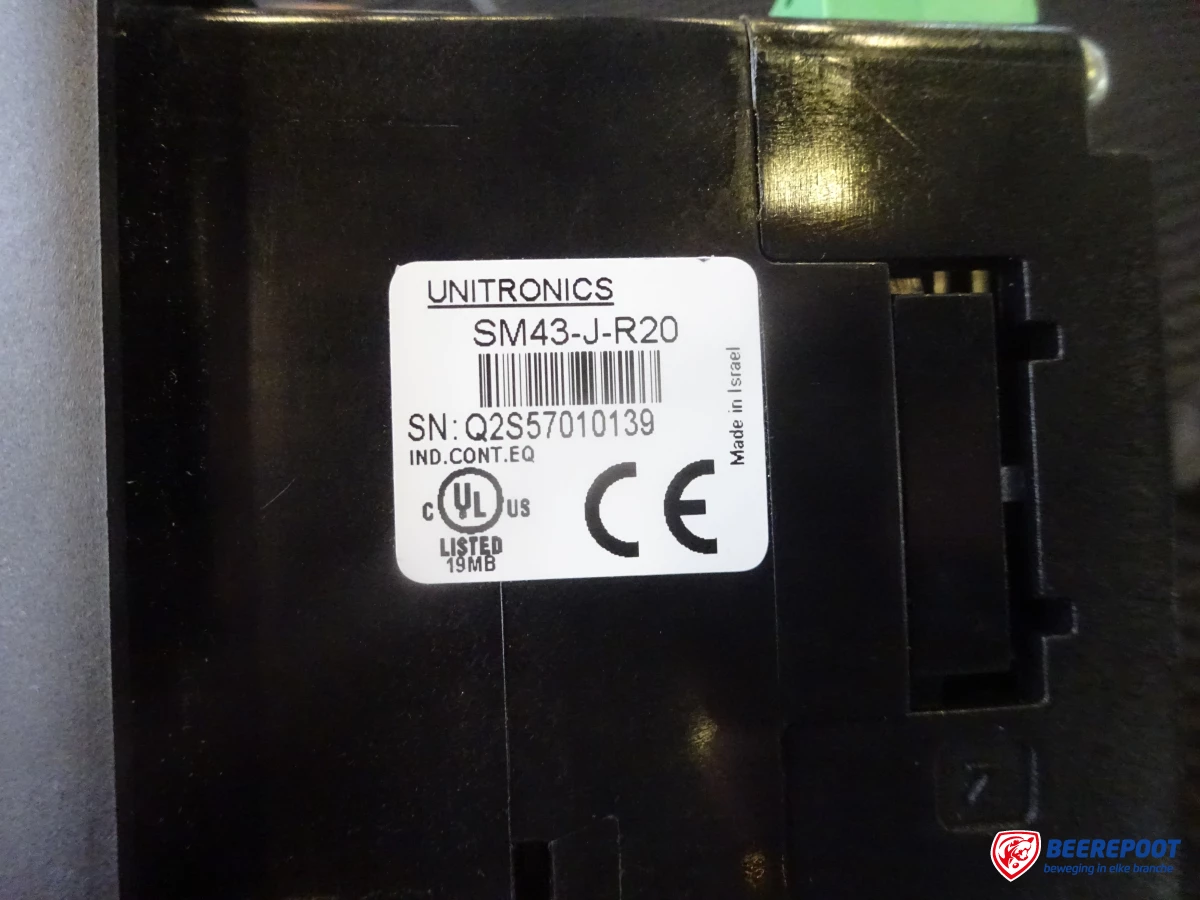 UNITRONICS
SM43-J-R20
SN: Q2S57010139
IND.CONT.EQ
C UL US
LISTED
19MB
CE
Made in Israel
BEEREPOOT
beweging in elke branche